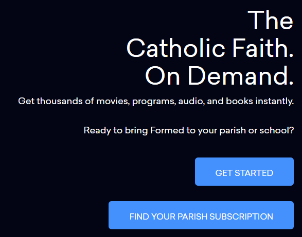 The
Catholic Faith.
On Demand.
Get thousands of movies, programs, audio, and books instantly.
Ready to bring Formed to your parish or school?
GET STARTED
FIND YOUR PARISH SUBSCRIPTION